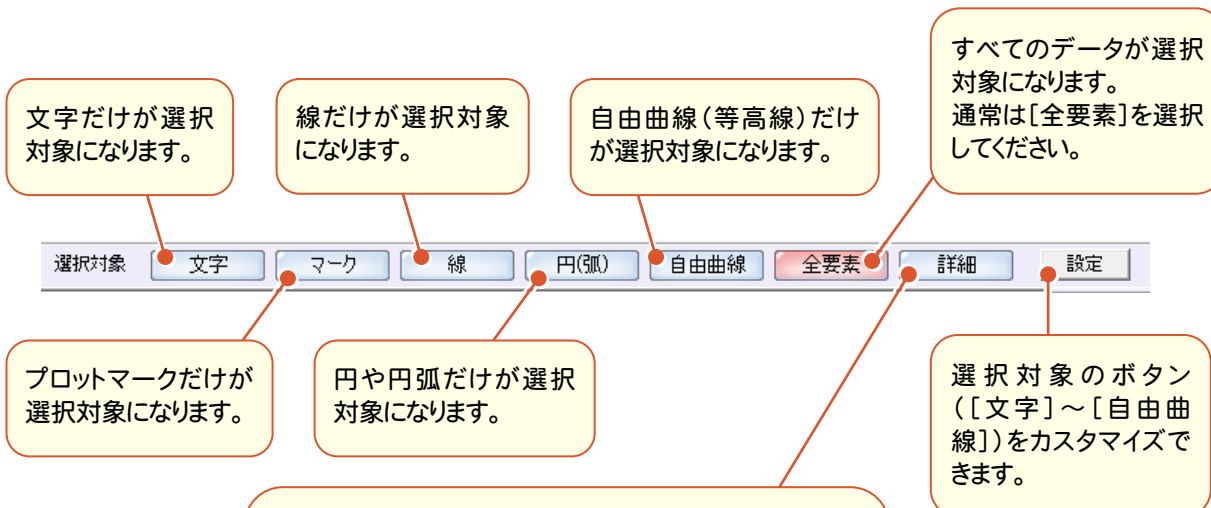 文字だけが選択
対象になります。
線だけが選択対象
になります。
自由曲線(等高線)だけ
が選択対象になります。
すべてのデータが選択
対象になります。
通常は[全要素]を選択
してください。
選択対象 文字 マーク 線 円(弧) 自由曲線 全要素 詳細 設定
プロットマークだけが
選択対象になります。
円や円弧だけが選択
対象になります。
選択対象のボタン
([文字]~[自由曲
線])をカスタマイズで
きます。